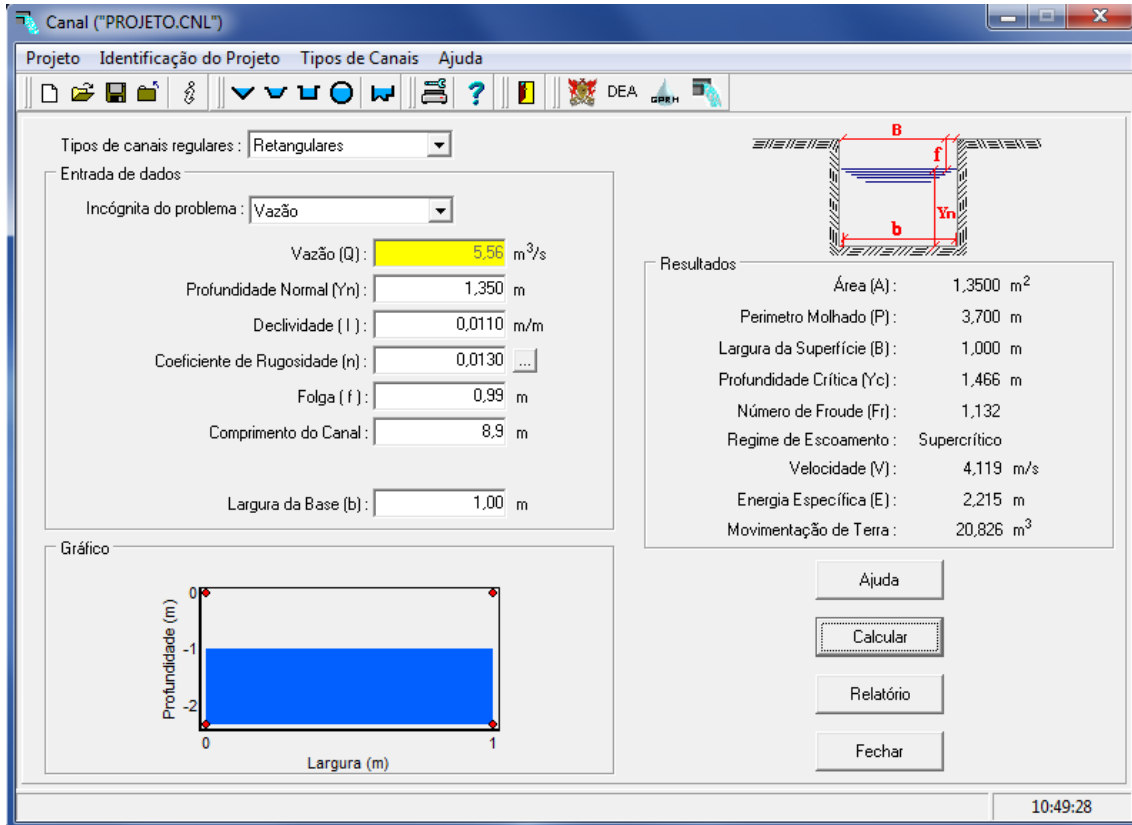 Canal ("PROJETO.CNL")
Projeto Identificação do Projeto Tipos de Canais Ajuda
DEA GPRH
Tipos de canais regulares : Retangulares
Entrada de dados
Incógnita do problema : Vazão
Vazão (Q) : 5,56 m³/s
Profundidade Normal (Yn) : 1,350 m
Declividade ( I ) : 0,0110 m/m
Coeficiente de Rugosidade (n) : 0,0130 ...
Folga ( f ) : 0,99 m
Comprimento do Canal : 8,9 m
Largura da Base (b) : 1,00 m
Gráfico
Profundidade (m)
0
-1
-2
0 1
Largura (m)
B
f
Yn
b
Resultados
Área (A) : 1,3500 m²
Perimetro Molhado (P) : 3,700 m
Largura da Superfície (B) : 1,000 m
Profundidade Crítica (Yc) : 1,466 m
Número de Froude (Fr) : 1,132
Regime de Escoamento : Supercrítico
Velocidade (V) : 4,119 m/s
Energia Específica (E) : 2,215 m
Movimentação de Terra : 20,826 m³
Ajuda
Calcular
Relatório
Fechar
10:49:28